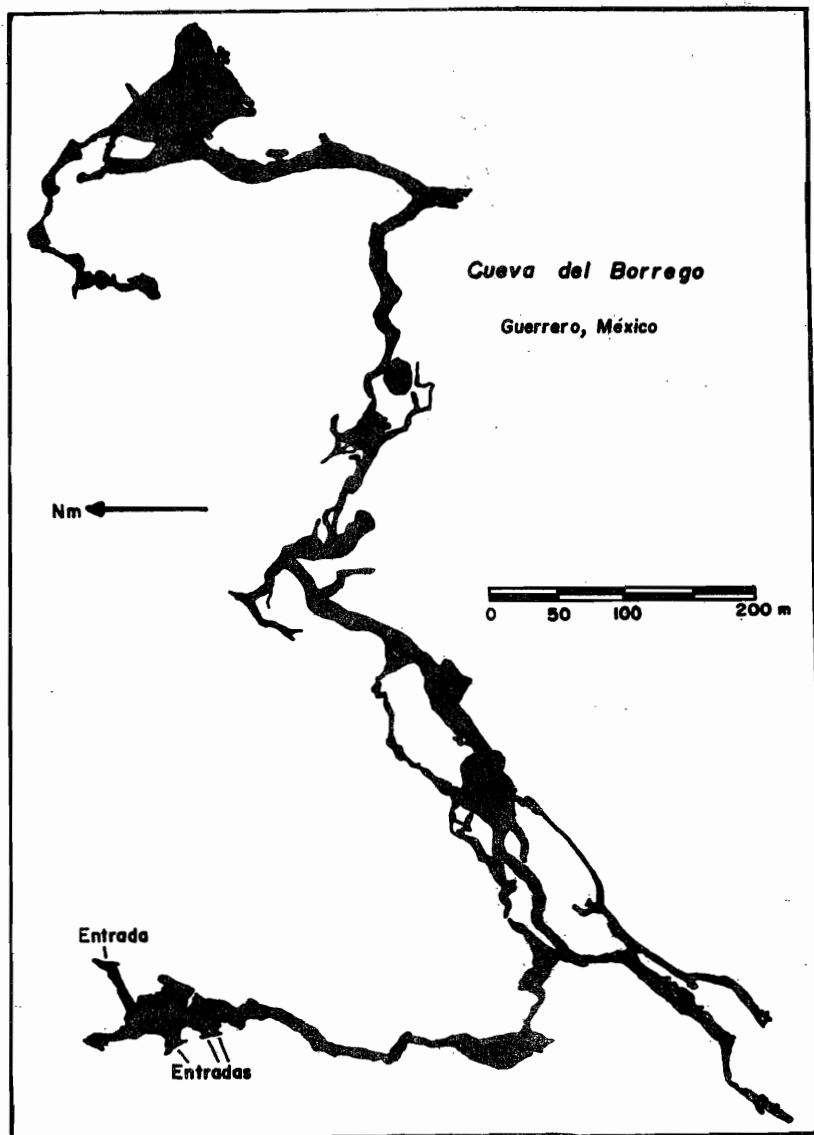 Cueva del Borrego
Guerrero, México
Nm
0 50 100 200 m
Entrada
Entradas